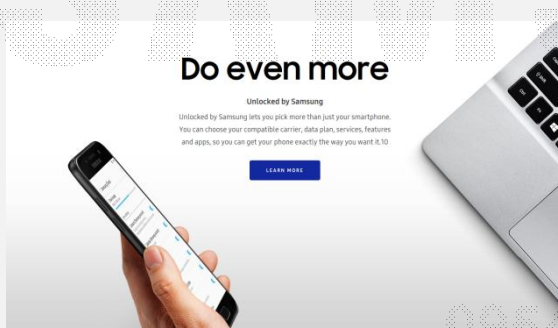 Do even more
Unlocked by Samsung
Unlocked by Samsung lets you pick more than just your smartphone.
You can choose your compatible carrier, data plan, services, features
and apps, so you can get your phone exactly the way you want it.10
LEARN MORE